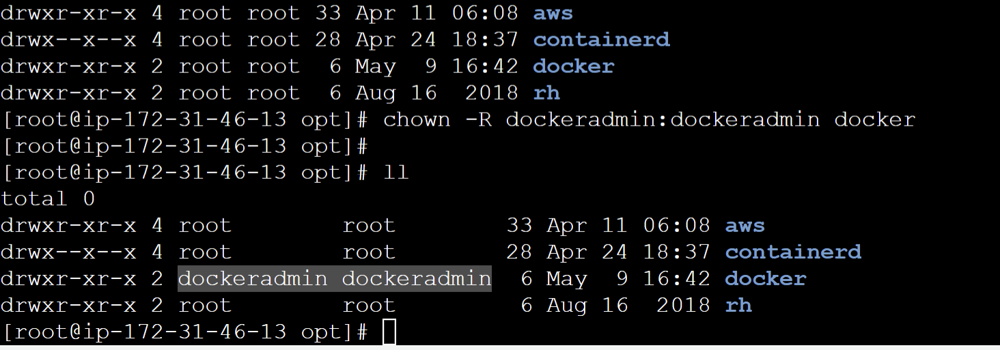 drwxr-xr-x 4 root root 33 Apr 11 06:08 aws
drwx--x--x 4 root root 28 Apr 24 18:37 containerd
drwxr-xr-x 2 root root  6 May  9 16:42 docker
drwxr-xr-x 2 root root  6 Aug 16  2018 rh
[root@ip-172-31-46-13 opt]# chown -R dockeradmin:dockeradmin docker
[root@ip-172-31-46-13 opt]#
[root@ip-172-31-46-13 opt]# ll
total 0
drwxr-xr-x 4 root        root        33 Apr 11 06:08 aws
drwx--x--x 4 root        root        28 Apr 24 18:37 containerd
drwxr-xr-x 2 dockeradmin dockeradmin  6 May  9 16:42 docker
drwxr-xr-x 2 root        root         6 Aug 16  2018 rh
[root@ip-172-31-46-13 opt]#